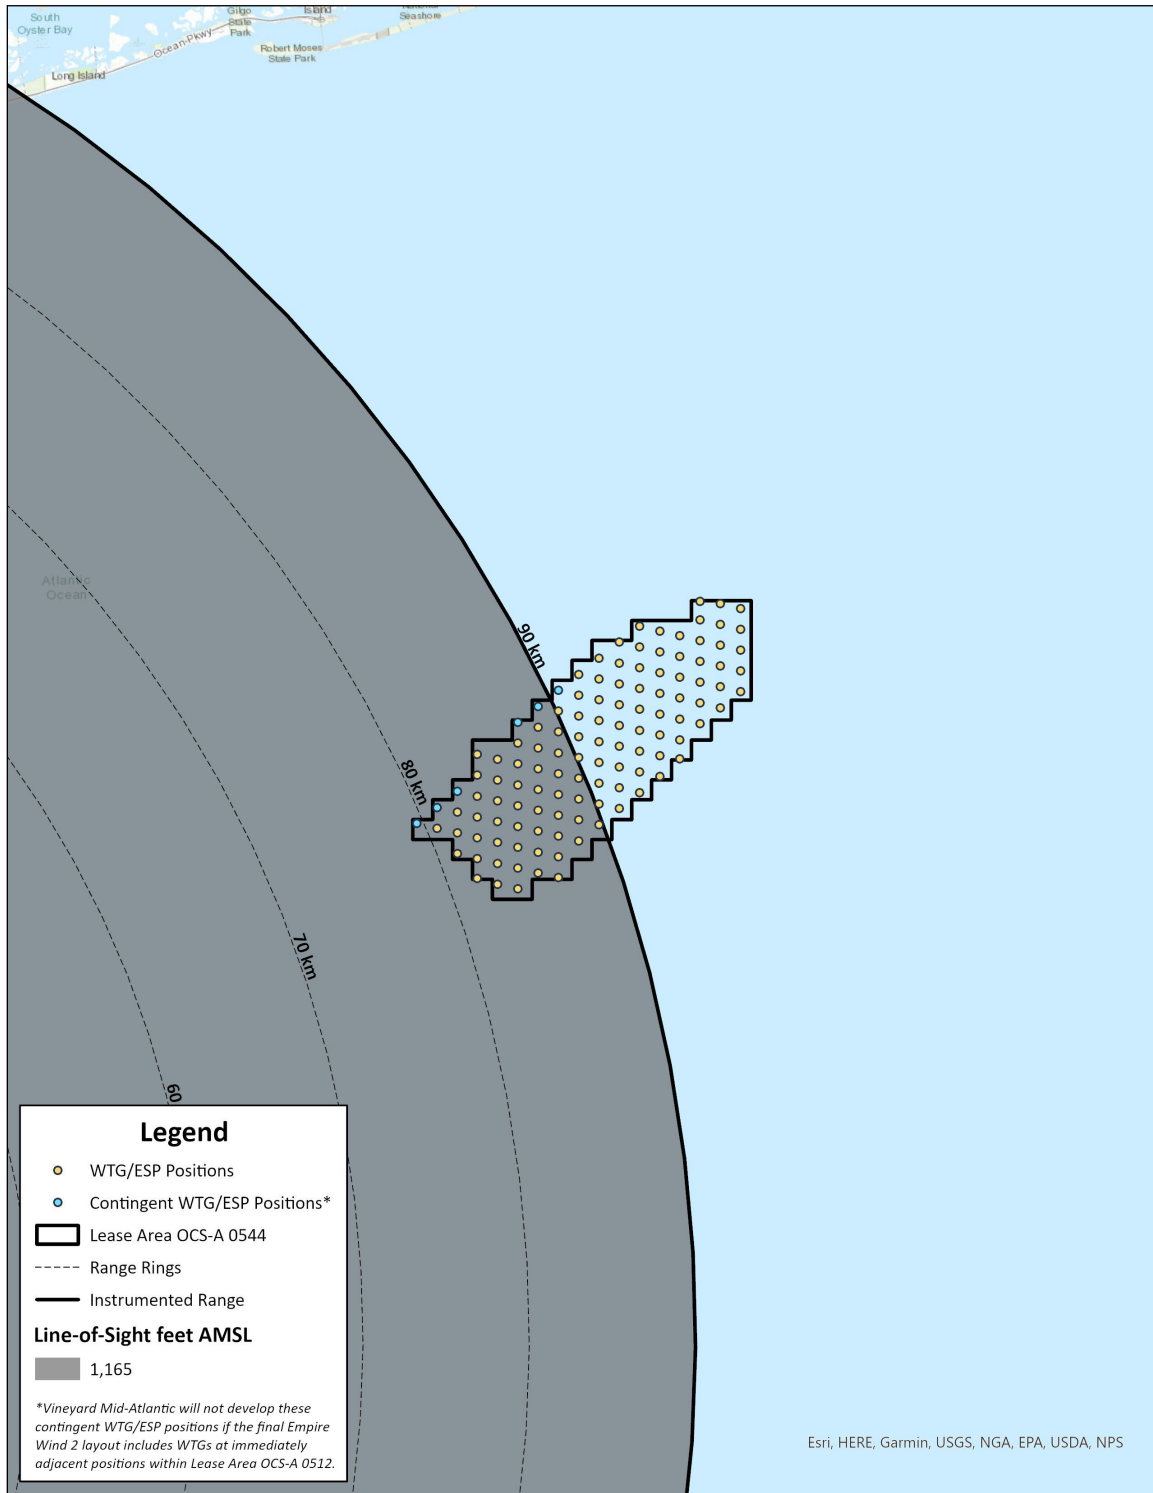 South
Oyster Bay
Gilgo
State
Park
Island
National
Seashore
Ocean-Pkwy
Robert Moses
State Park
Long Island
Atlantic
Ocean
90 km
80 km
70 km
60
Legend
WTG/ESP Positions
Contingent WTG/ESP Positions*
Lease Area OCS-A 0544
Range Rings
Instrumented Range
Line-of-Sight feet AMSL
1,165
*Vineyard Mid-Atlantic will not develop these
contingent WTG/ESP positions if the final Empire
Wind 2 layout includes WTGs at immediately
adjacent positions within Lease Area OCS-A 0512.
Esri, HERE, Garmin, USGS, NGA, EPA, USDA, NPS